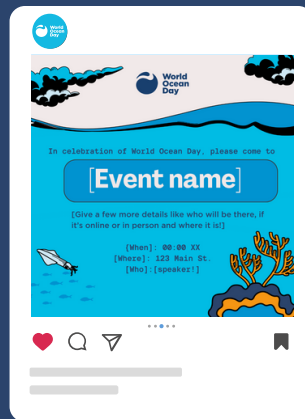 World
Ocean
Day
World
Ocean
Day
In celebration of World Ocean Day, please come to
[Event name]
[Give a few more details like who will be there, if
it's online or in person and where it is!]
[When]: 00:00 XX
[Where]: 123 Main St.
[Who]:[speaker!]